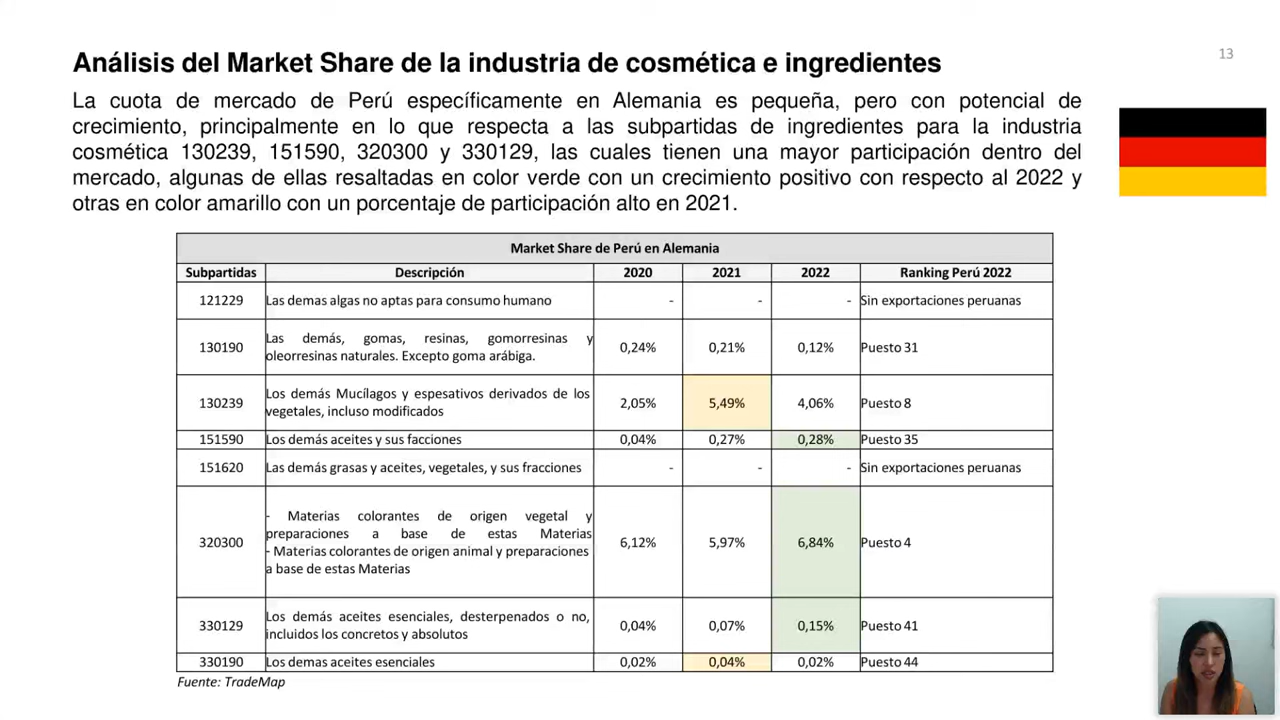 13
Análisis del Market Share de la industria de cosmética e ingredientes
La cuota de mercado de Perú específicamente en Alemania es pequeña, pero con potencial de
crecimiento, principalmente en lo que respecta a las subpartidas de ingredientes para la industria
cosmética 130239, 151590, 320300 y 330129, las cuales tienen una mayor participación dentro del
mercado, algunas de ellas resaltadas en color verde con un crecimiento positivo con respecto al 2022 y
otras en color amarillo con un porcentaje de participación alto en 2021.
Market Share de Perú en Alemania
Subpartidas Descripción 2020 2021 2022 Ranking Perú 2022
121229 Las demas algas no aptas para consumo humano - - - Sin exportaciones peruanas
130190 Las demás, gomas, resinas, gomorresinas y
oleorresinas naturales. Excepto goma arábiga. 0,24% 0,21% 0,12% Puesto 31
130239 Los demás Mucílagos y espesativos derivados de los
vegetales, incluso modificados 2,05% 5,49% 4,06% Puesto 8
151590 Los demás aceites y sus facciones 0,04% 0,27% 0,28% Puesto 35
151620 Las demás grasas y aceites, vegetales, y sus fracciones - - - Sin exportaciones peruanas
320300 - Materias colorantes de origen vegetal y
preparaciones a base de estas Materias
- Materias colorantes de origen animal y preparaciones
a base de estas Materias 6,12% 5,97% 6,84% Puesto 4
330129 Los demás aceites esenciales, desterpenados o no,
incluidos los concretos y absolutos 0,04% 0,07% 0,15% Puesto 41
330190 Los demas aceites esenciales 0,02% 0,04% 0,02% Puesto 44
Fuente: TradeMap